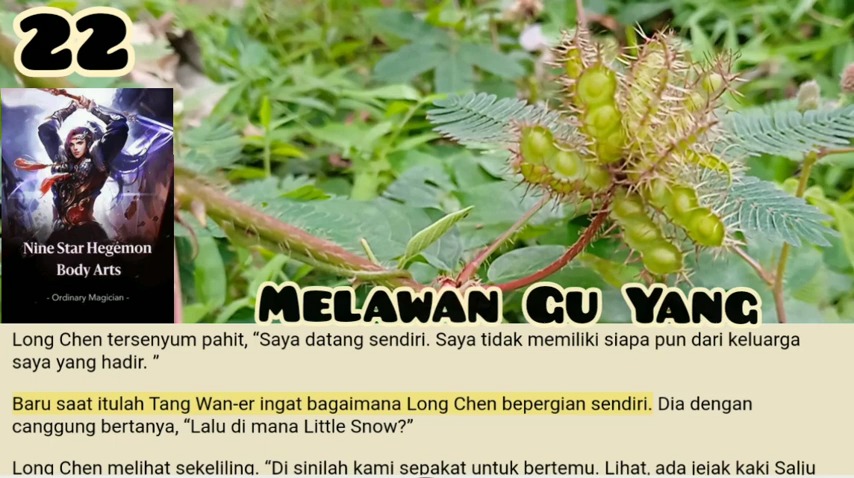 22
Nine Star Hegemon
Body Arts
- Ordinary Magician -
MELAWAN GU YANG
Long Chen tersenyum pahit, “Saya datang sendiri. Saya tidak memiliki siapa pun dari keluarga
saya yang hadir. ”
Baru saat itulah Tang Wan-er ingat bagaimana Long Chen bepergian sendiri. Dia dengan
canggung bertanya, “Lalu di mana Little Snow?”
Long Chen melihat sekeliling. “Di sinilah kami sepakat untuk bertemu. Lihat, ada jejak kaki Salju